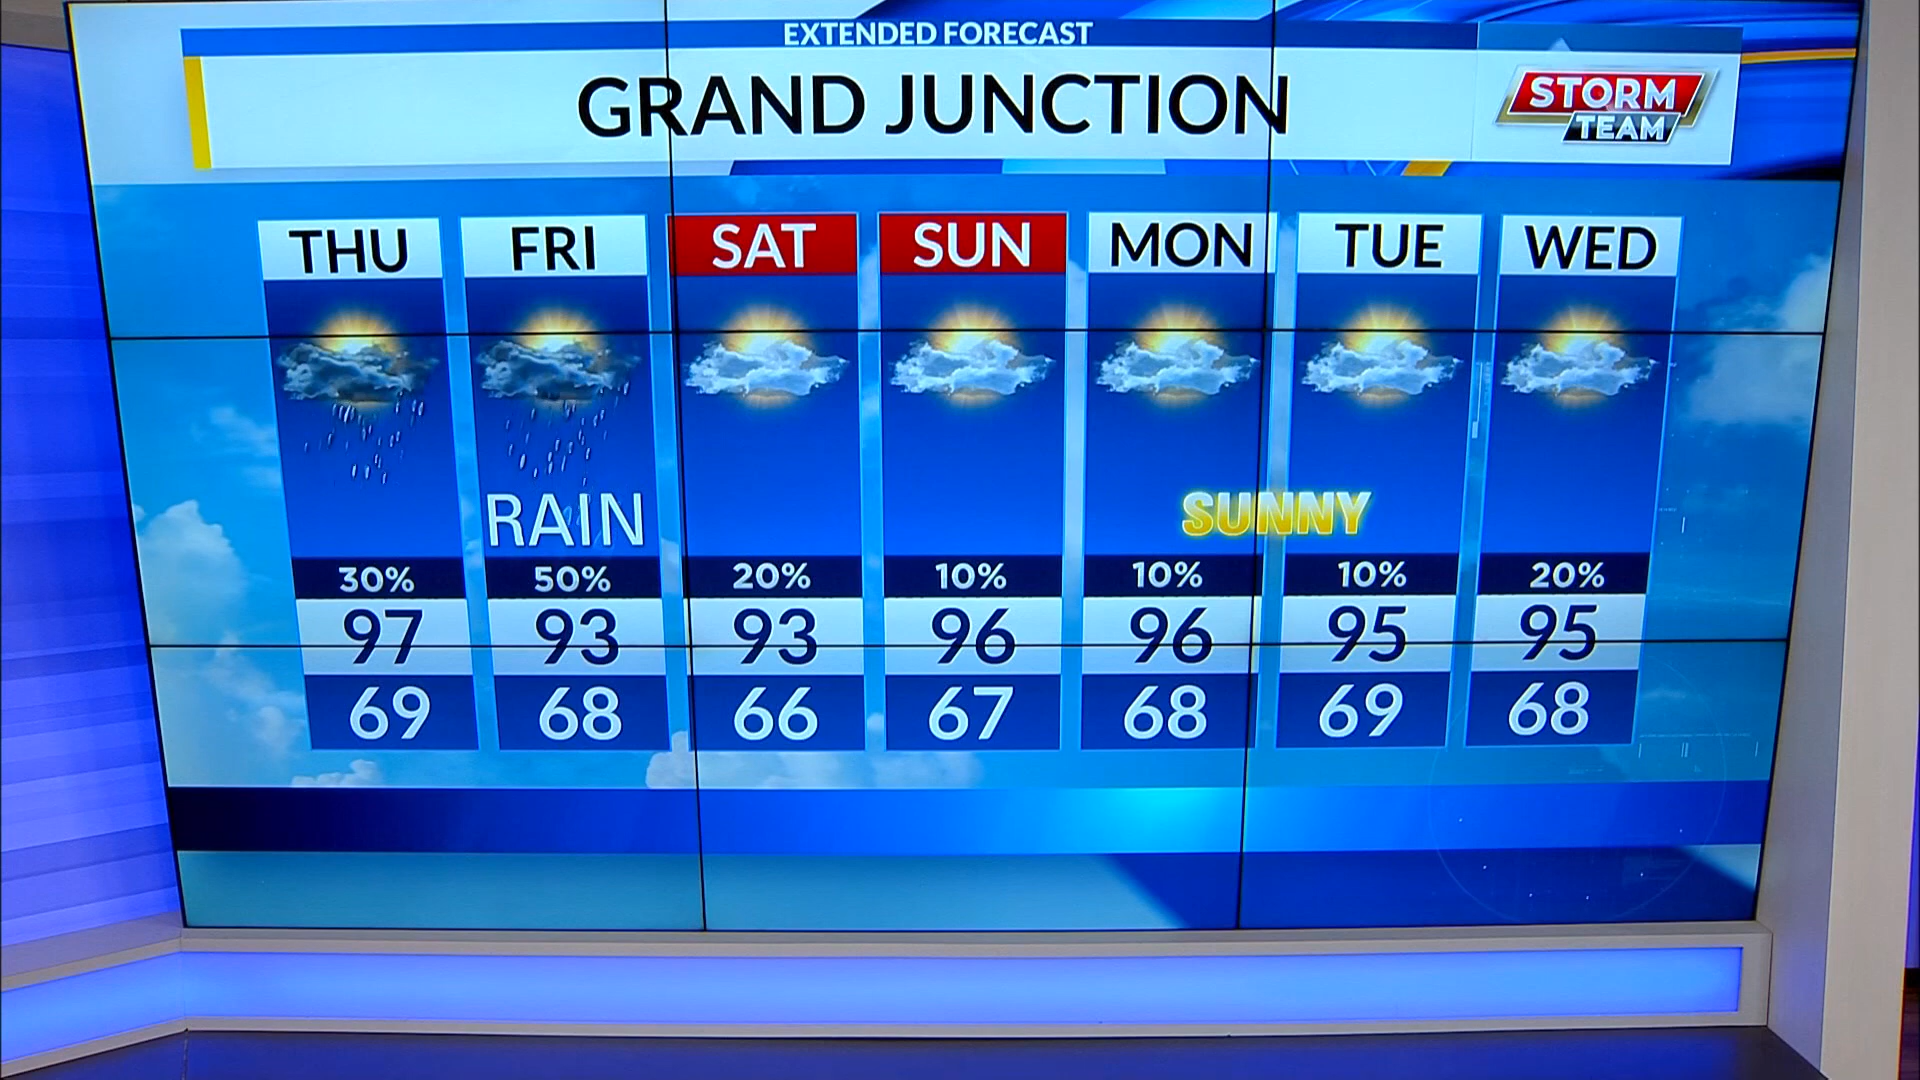 EXTENDED FORECAST
GRAND JUNCTION
STORM
TEAM
THU FRI SAT SUN MON TUE WED
RAIN SUNNY
30% 50% 20% 10% 10% 10% 20%
97 93 93 96 96 95 95
69 68 66 67 68 69 68